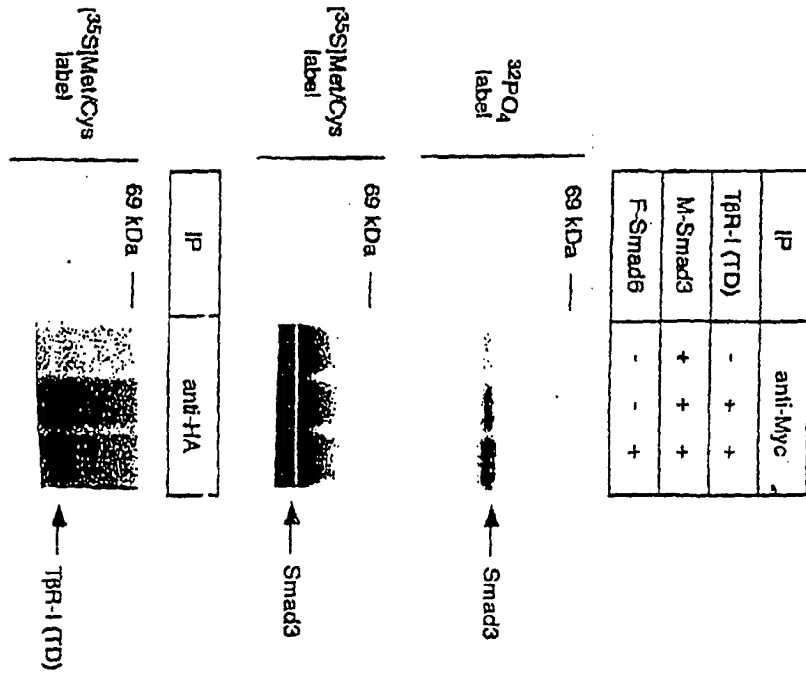 IP anti-Myc
TβR-I (TD) - + +
M-Smad3 + + +
F-Smad6 - - +
69 kDa
³²PO₄
label
Smad3
69 kDa
[³⁵S]Met/Cys
label
Smad3
IP anti-HA
69 kDa
[³⁵S]Met/Cys
label
TβR-I (TD)